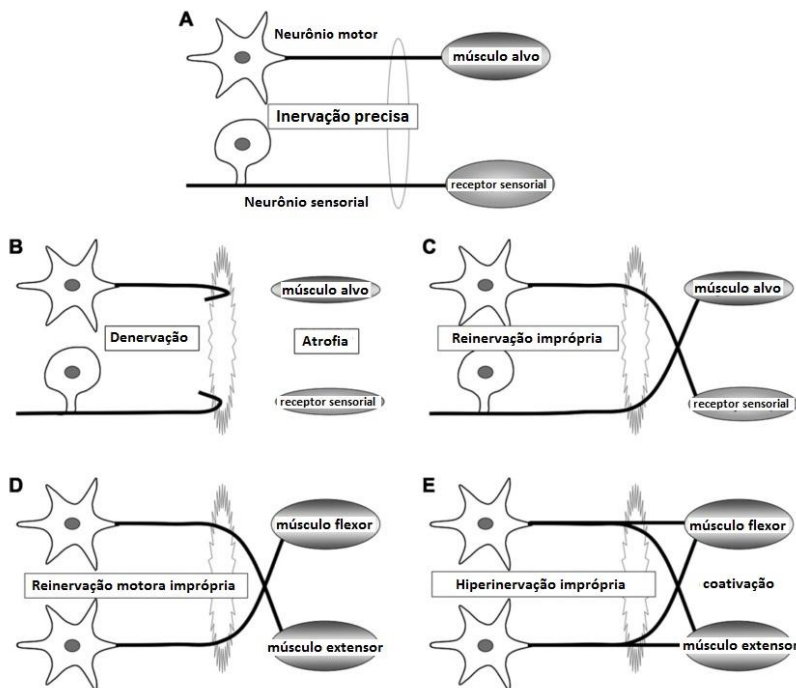 A
Neurônio motor
músculo alvo
Inervação precisa
receptor sensorial
Neurônio sensorial
B
músculo alvo
Denervação
Atrofia
receptor sensorial
C
músculo alvo
Reinervação imprópria
receptor sensorial
D
músculo flexor
Reinervação motora imprópria
músculo extensor
E
músculo flexor
Hiperinervação imprópria
coativação
músculo extensor